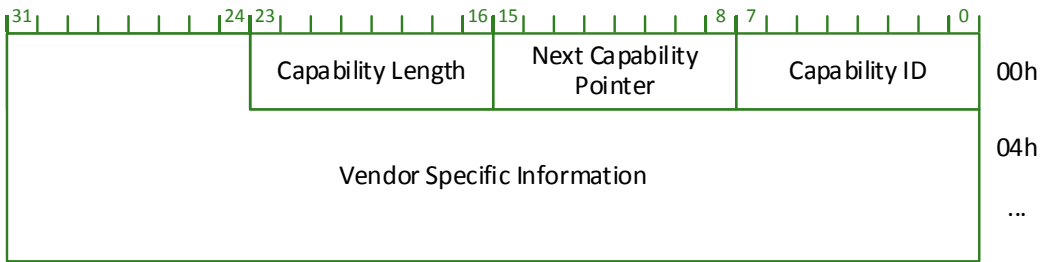 31 24 23 16 15 8 7 0
Capability Length Next Capability Capability ID 00h
Pointer
04h
Vendor Specific Information
...